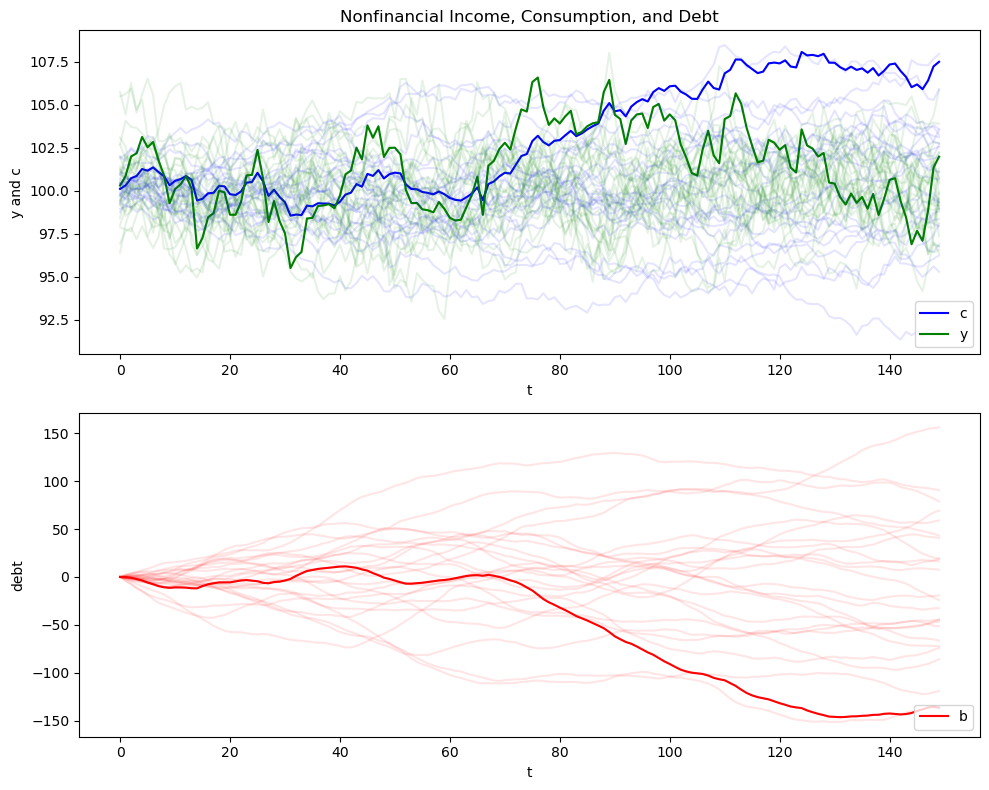 Nonfinancial Income, Consumption, and Debt
y and c
107.5
105.0
102.5
100.0
97.5
95.0
92.5
c
y
0 20 40 60 80 100 120 140
t
debt
150
100
50
0
−50
−100
−150
b
0 20 40 60 80 100 120 140
t